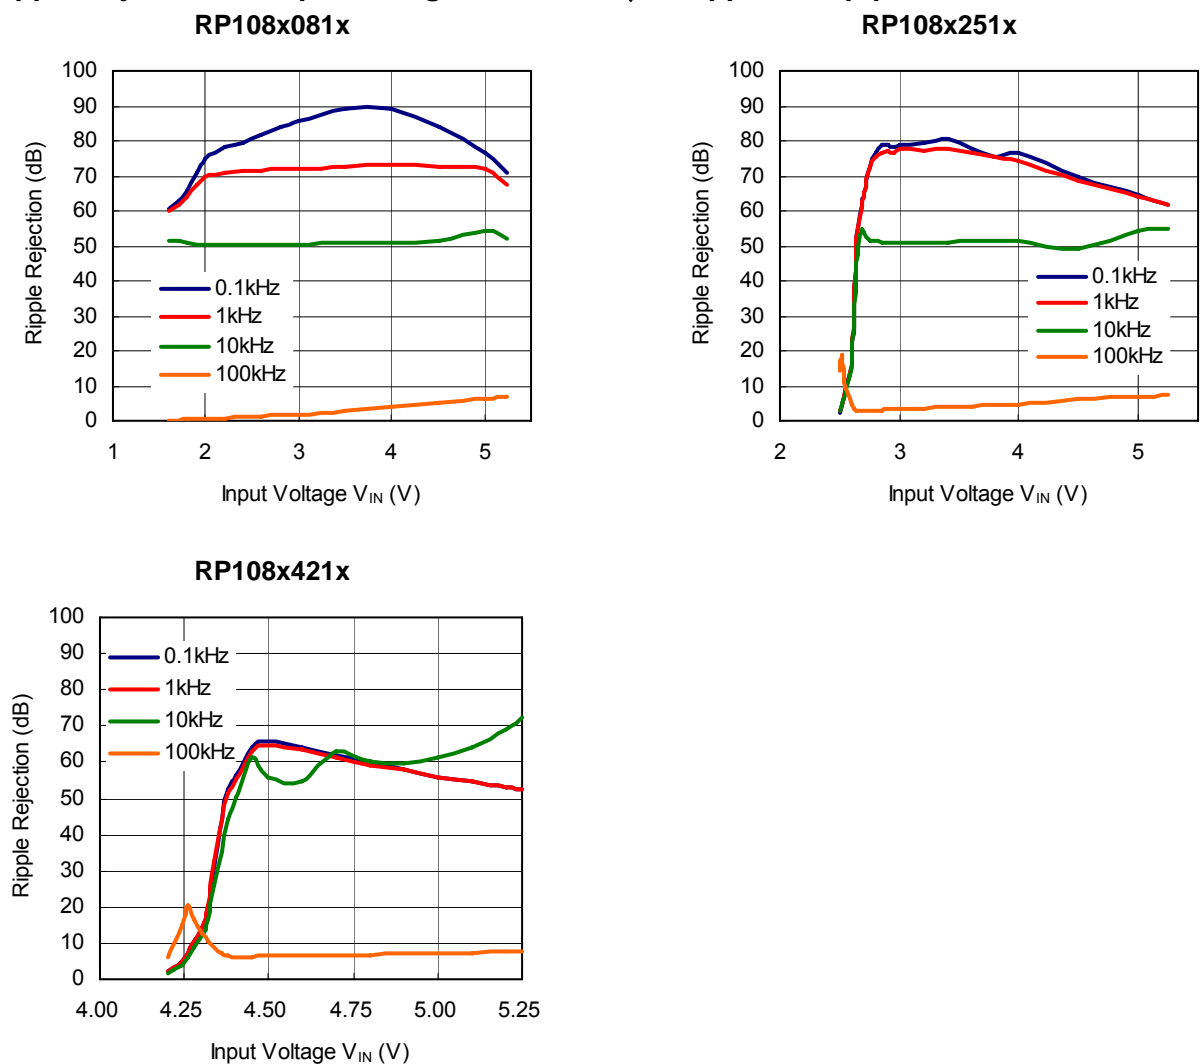 RP108x081x
100
90
80
70
60
50
40
30
20
10
0
Ripple Rejection (dB)
0.1kHz
1kHz
10kHz
100kHz
1 2 3 4 5
Input Voltage VIN (V)
RP108x251x
100
90
80
70
60
50
40
30
20
10
0
Ripple Rejection (dB)
0.1kHz
1kHz
10kHz
100kHz
2 3 4 5
Input Voltage VIN (V)
RP108x421x
100
90
80
70
60
50
40
30
20
10
0
Ripple Rejection (dB)
0.1kHz
1kHz
10kHz
100kHz
4.00 4.25 4.50 4.75 5.00 5.25
Input Voltage VIN (V)